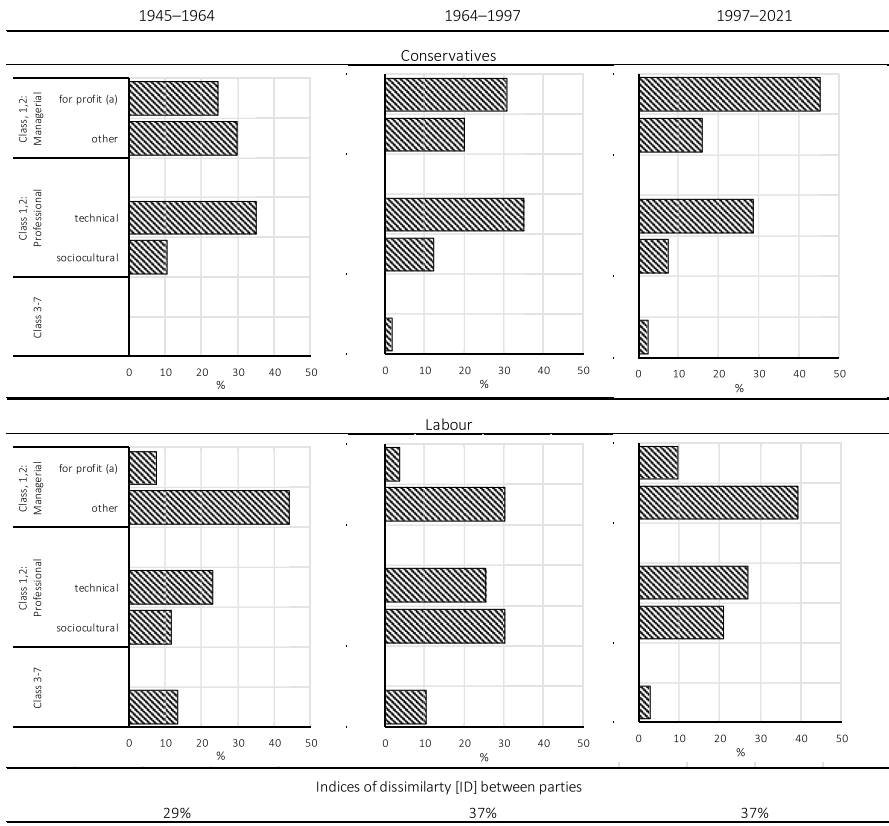 1945–1964 1964–1997 1997–2021
Conservatives
Class, 1,2:
Managerial
for profit (a)
other
Class 1,2:
Professional
technical
sociocultural
Class 3-7
0 10 20 30 40 50
%
0 10 20 30 40 50
%
0 10 20 30 40 50
%
Labour
Class, 1,2:
Managerial
for profit (a)
other
Class 1,2:
Professional
technical
sociocultural
Class 3-7
0 10 20 30 40 50
%
0 10 20 30 40 50
%
0 10 20 30 40 50
%
Indices of dissimilarty [ID] between parties
29% 37% 37%